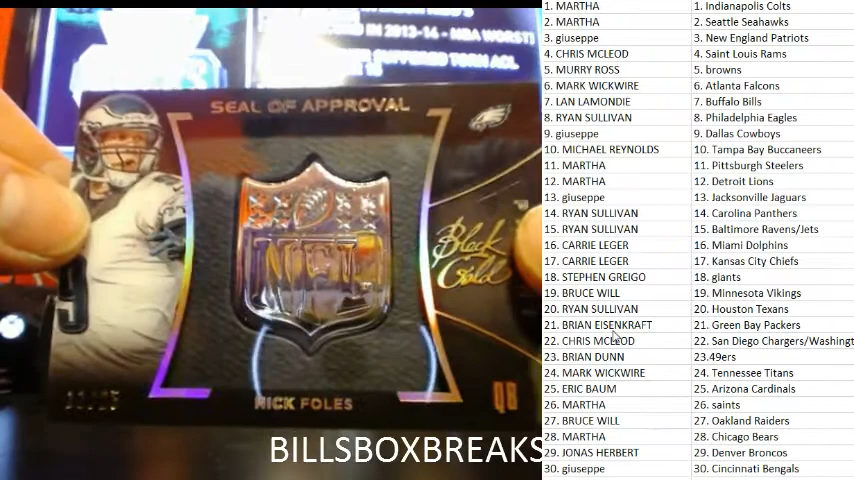 IN 2013-14 - NBA WORST)
SUFFERED TORN ACL
SEAL OF APPROVAL
NFL
Black
Gold
NICK FOLES
QB
BILLSBOXBREAKS
1. MARTHA 1. Indianapolis Colts
2. MARTHA 2. Seattle Seahawks
3. giuseppe 3. New England Patriots
4. CHRIS MCLEOD 4. Saint Louis Rams
5. MURRY ROSS 5. browns
6. MARK WICKWIRE 6. Atlanta Falcons
7. LAN LAMONDIE 7. Buffalo Bills
8. RYAN SULLIVAN 8. Philadelphia Eagles
9. giuseppe 9. Dallas Cowboys
10. MICHAEL REYNOLDS 10. Tampa Bay Buccaneers
11. MARTHA 11. Pittsburgh Steelers
12. MARTHA 12. Detroit Lions
13. giuseppe 13. Jacksonville Jaguars
14. RYAN SULLIVAN 14. Carolina Panthers
15. RYAN SULLIVAN 15. Baltimore Ravens/Jets
16. CARRIE LEGER 16. Miami Dolphins
17. CARRIE LEGER 17. Kansas City Chiefs
18. STEPHEN GREIGO 18. giants
19. BRUCE WILL 19. Minnesota Vikings
20. RYAN SULLIVAN 20. Houston Texans
21. BRIAN EISENKRAFT 21. Green Bay Packers
22. CHRIS MCLEOD 22. San Diego Chargers/Washingt
23. BRIAN DUNN 23.49ers
24. MARK WICKWIRE 24. Tennessee Titans
25. ERIC BAUM 25. Arizona Cardinals
26. MARTHA 26. saints
27. BRUCE WILL 27. Oakland Raiders
28. MARTHA 28. Chicago Bears
29. JONAS HERBERT 29. Denver Broncos
30. giuseppe 30. Cincinnati Bengals